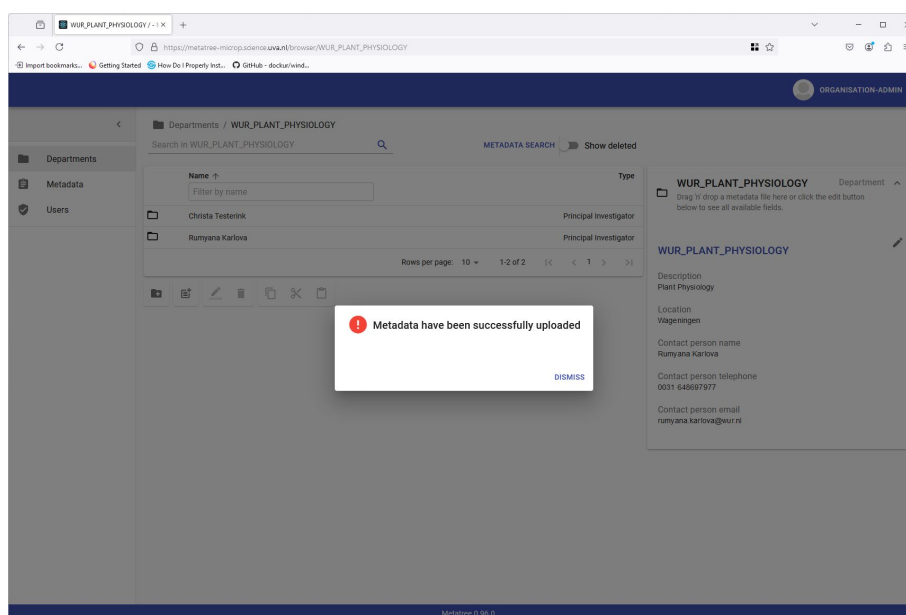 WUR_PLANT_PHYSIOLOGY / - M
https://metatree-microp.science.uva.nl/browser/WUR_PLANT_PHYSIOLOGY
Import bookmarks... Getting Started How Do I Properly Inst... GitHub - dockur/wind...
ORGANISATION-ADMIN
Departments / WUR_PLANT_PHYSIOLOGY
Search in WUR_PLANT_PHYSIOLOGY
METADATA SEARCH Show deleted
Departments
Metadata
Users
Name Type
Filter by name
Christa Testerink Principal Investigator
Rumyana Karlova Principal Investigator
Rows per page: 10 1-2 of 2 1
WUR_PLANT_PHYSIOLOGY Department
Drag 'n' drop a metadata file here or click the edit button
below to see all available fields.
WUR_PLANT_PHYSIOLOGY
Description
Plant Physiology
Location
Wageningen
Contact person name
Rumyana Karlova
Contact person telephone
0031 648697977
Contact person email
rumyana.karlova@wur.nl
Metadata have been successfully uploaded
DISMISS
Metatree 0.96.0